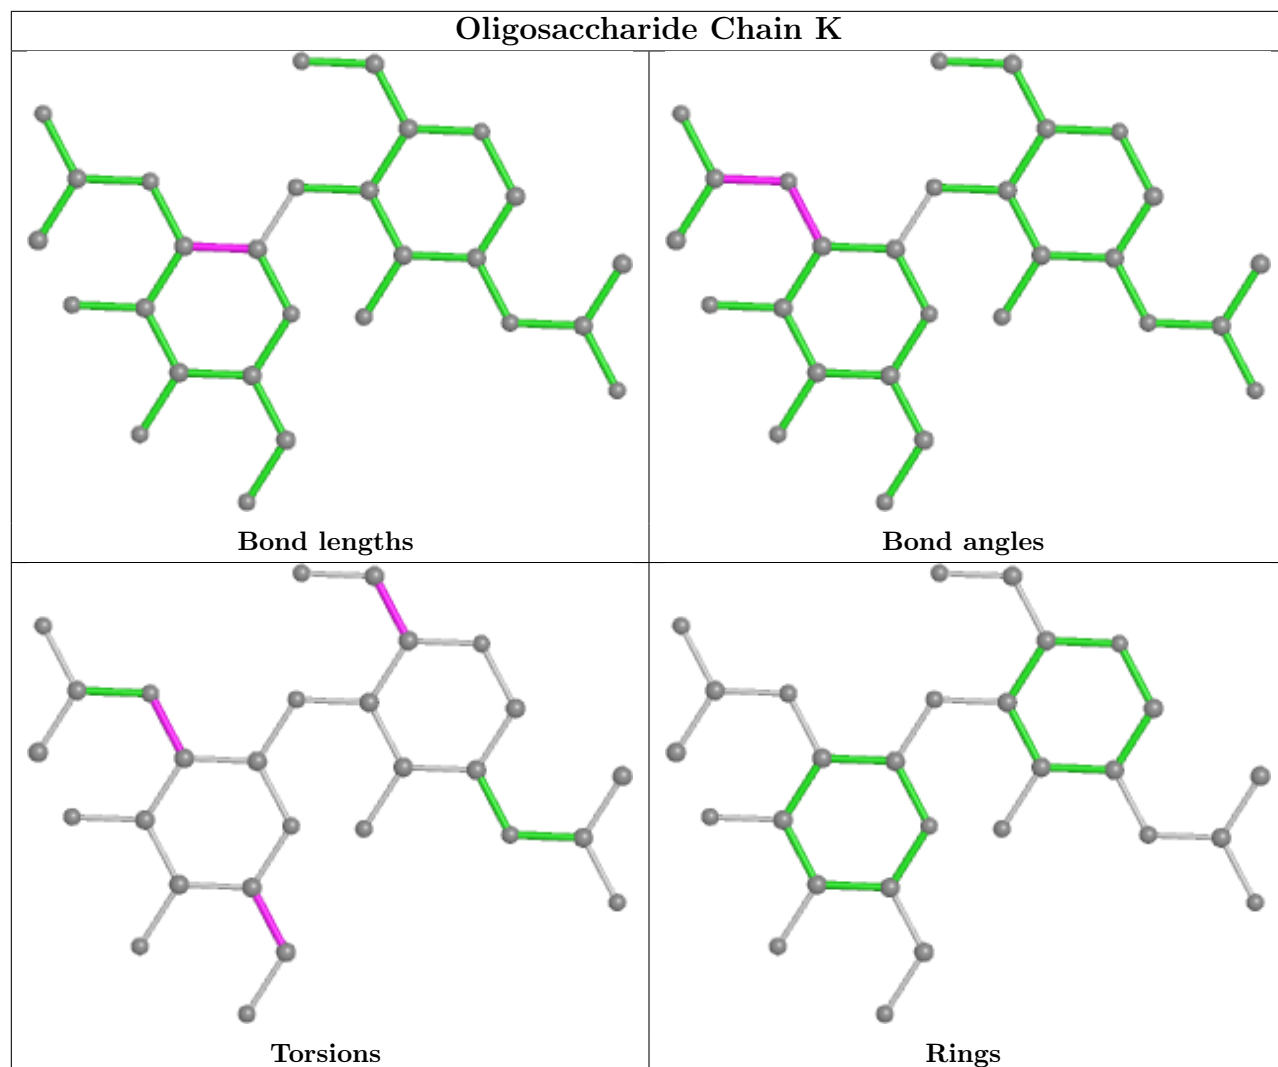 Oligosaccharide Chain K
Bond lengths
Bond angles
Torsions
Rings